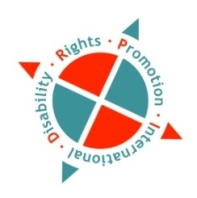 Disability · Rights · Promotion · International ·